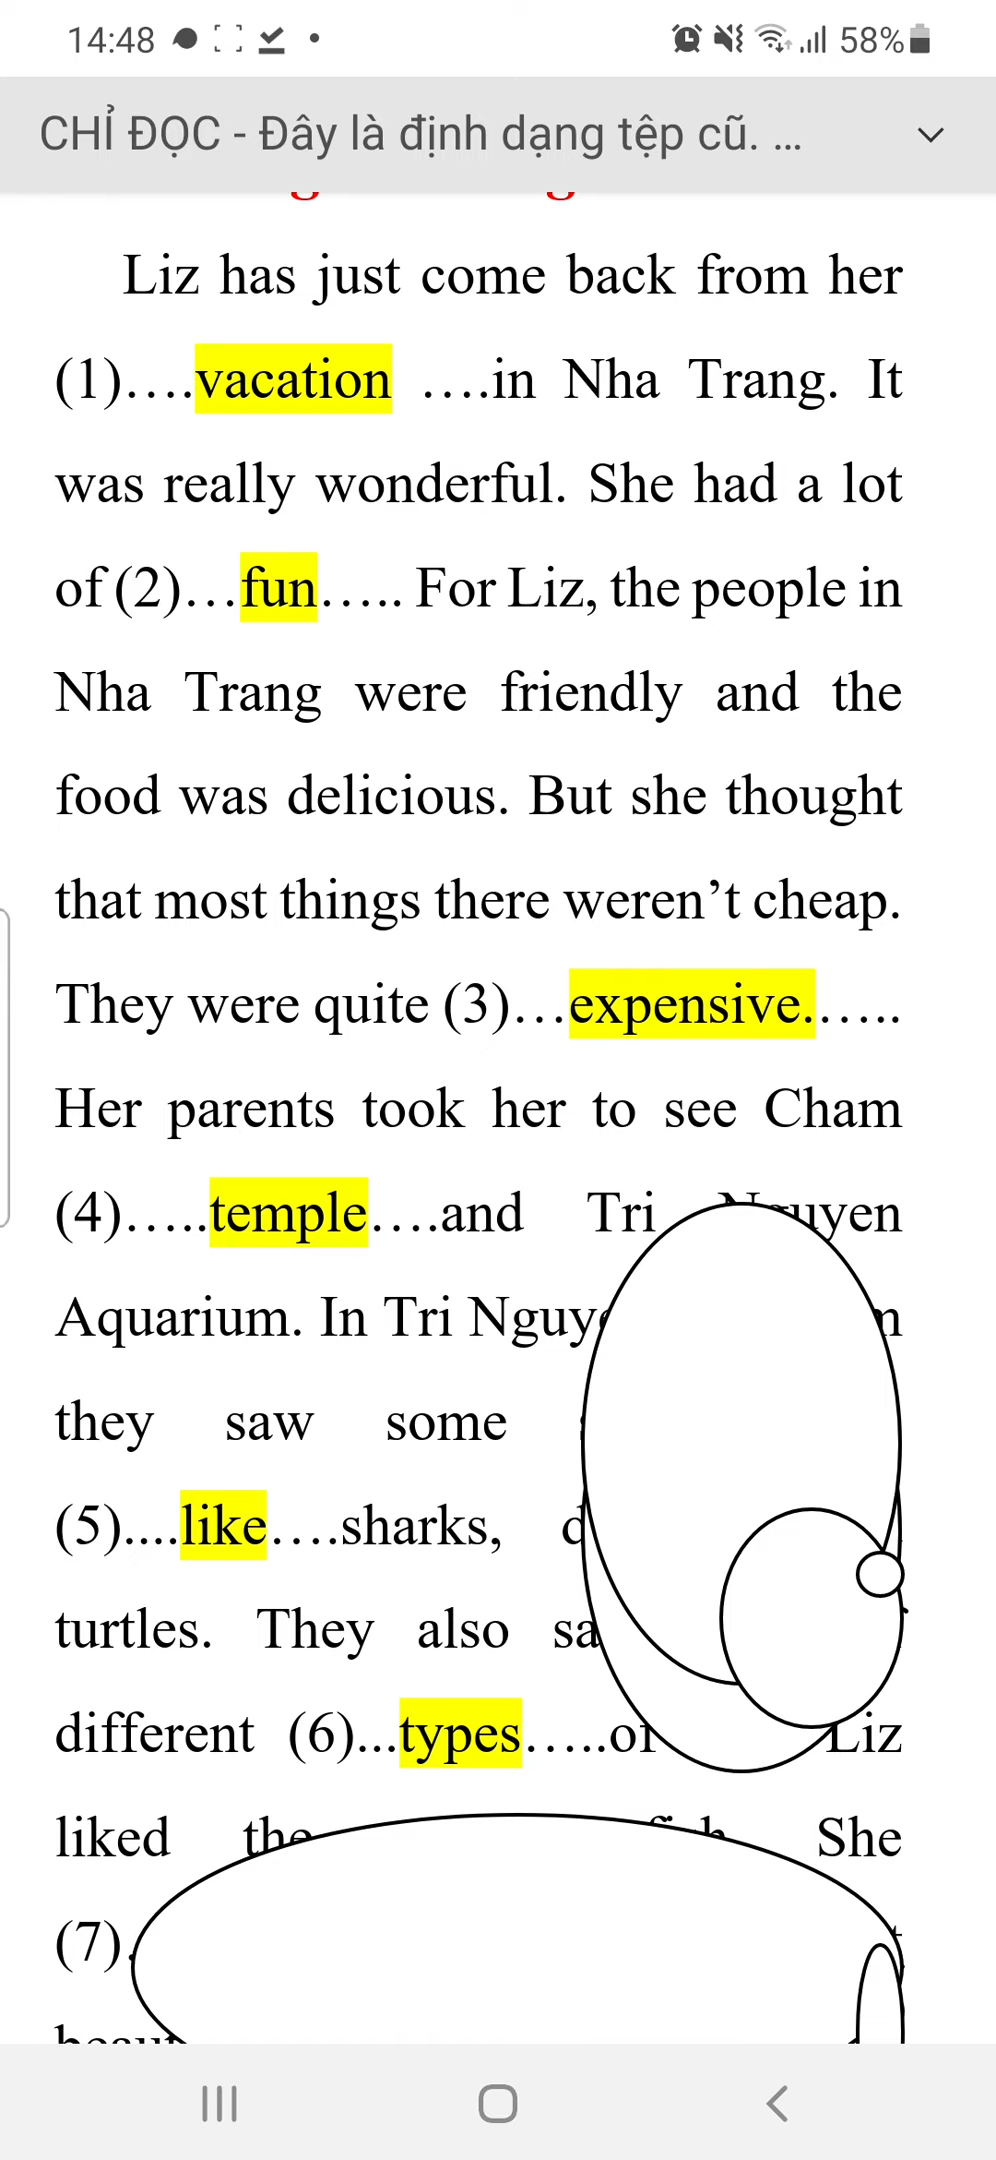 14:48 58%
CHỈ ĐỌC - Đây là định dạng tệp cũ. ...
Liz has just come back from her
(1)....vacation ....in Nha Trang. It
was really wonderful. She had a lot
of (2)...fun..... For Liz, the people in
Nha Trang were friendly and the
food was delicious. But she thought
that most things there weren’t cheap.
They were quite (3)...expensive......
Her parents took her to see Cham
(4).....temple....and Tri
Aquarium. In Tri
they saw some
(5)....like....sharks,
turtles. They also
different (6)...types..... Liz
liked She
(7)